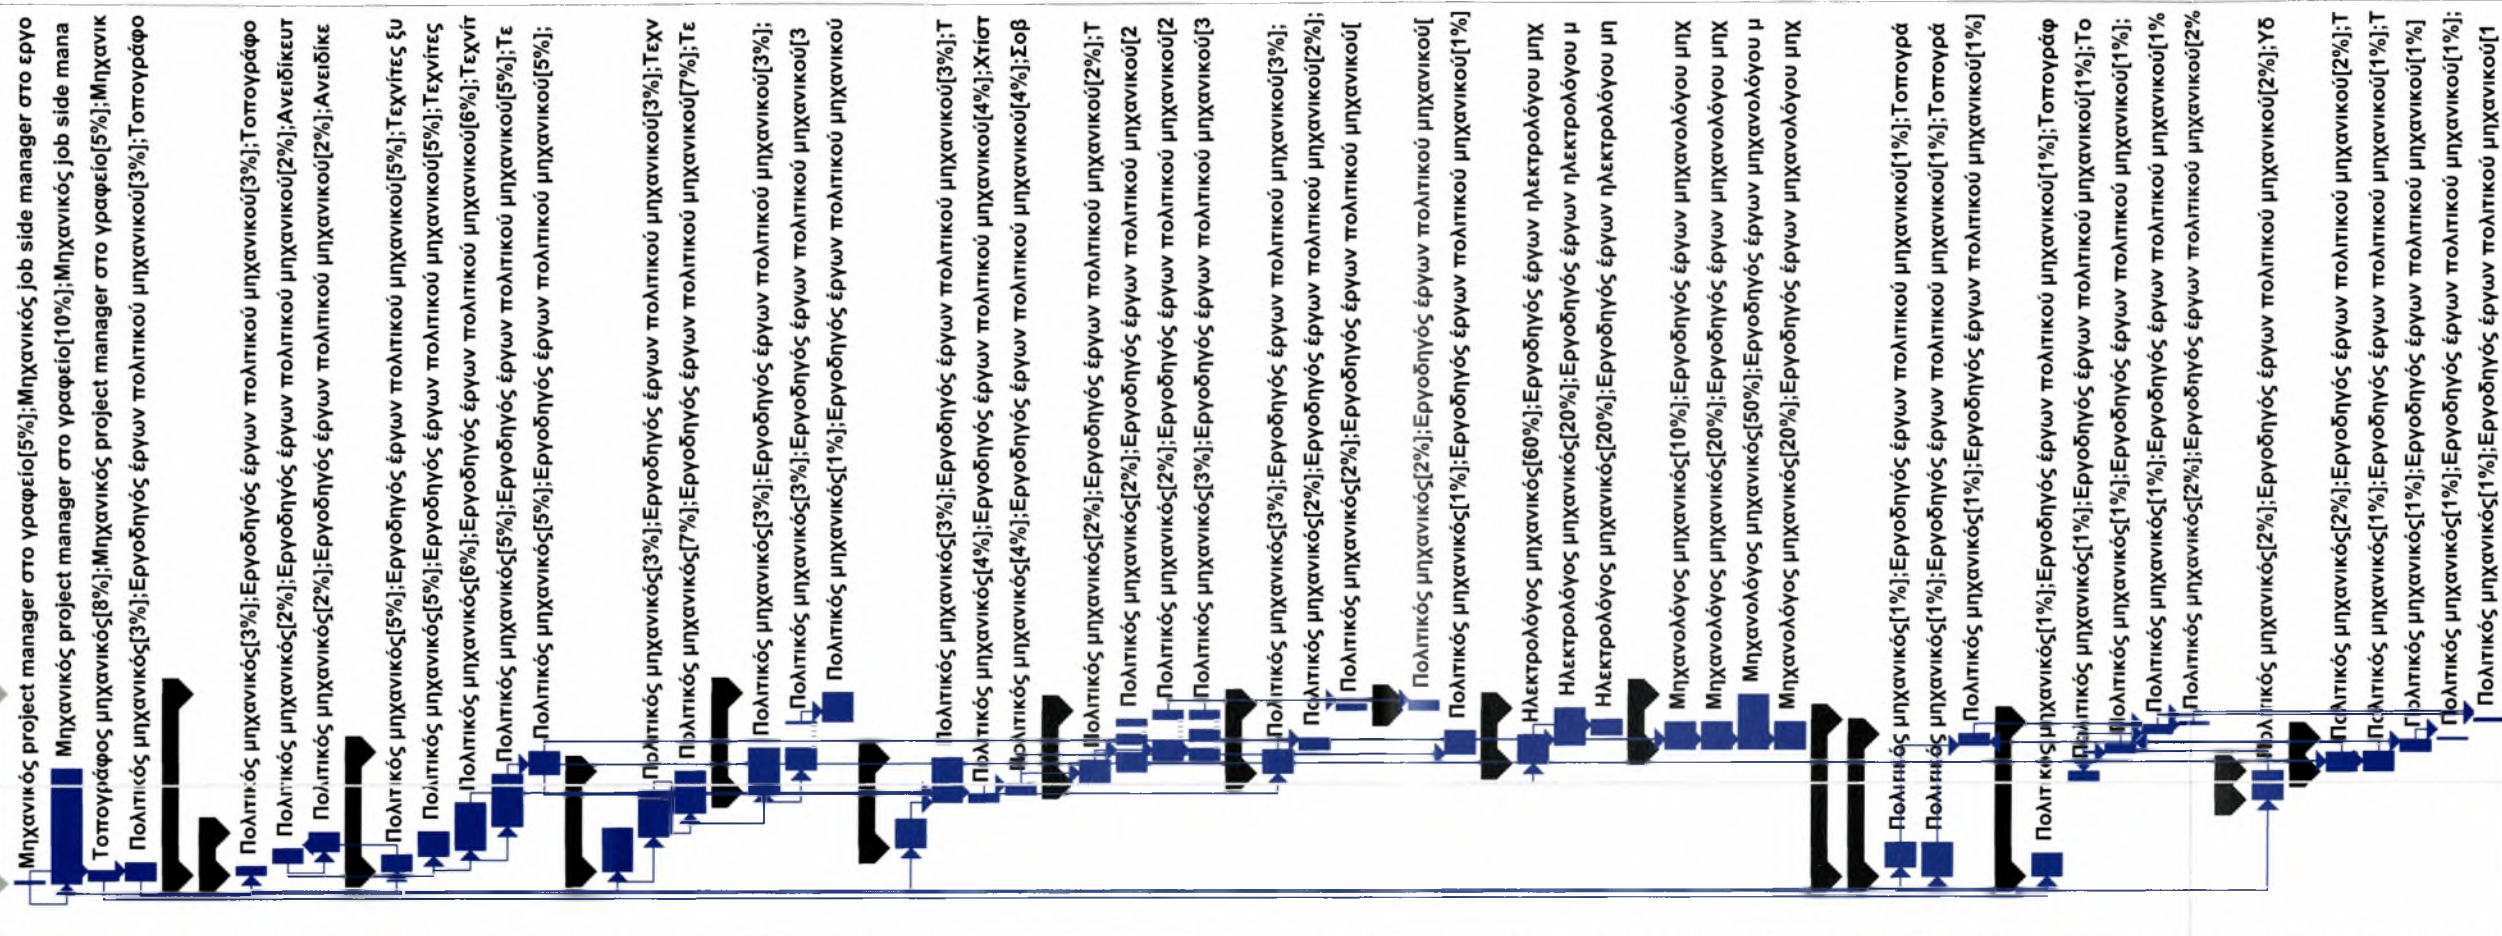 Μηχανικός project manager στο γραφείο[5%];Μηχανικός job side manager στο εργο
Μηχανικός project manager στο γραφείο[10%];Μηχανικός job side mana
Τοπογράφος μηχανικός[8%];Μηχανικός project manager στο γραφείο[5%];Μηχανικ
Πολιτικός μηχανικός[3%];Εργοδηγός έργων πολιτικού μηχανικού[3%];Τοπογράφο
Πολιτικός μηχανικός[3%];Εργοδηγός έργων πολιτικού μηχανικού[3%];Τοπογράφο
Πολιτικός μηχανικός[2%];Εργοδηγός έργων πολιτικού μηχανικού[2%];Ανειδίκευτ
Πολιτικός μηχανικός[2%];Εργοδηγός έργων πολιτικού μηχανικού[2%];Ανειδίκε
Πολιτικός μηχανικός[5%];Εργοδηγός έργων πολιτικού μηχανικού[5%];Τεχνίτες ξυ
Πολιτικός μηχανικός[5%];Εργοδηγός έργων πολιτικού μηχανικού[5%];Τεχνίτες
Πολιτικός μηχανικός[6%];Εργοδηγός έργων πολιτικού μηχανικού[6%];Τεχνίτ
Πολιτικός μηχανικός[5%];Εργοδηγός έργων πολιτικού μηχανικού[5%];Τε
Πολιτικός μηχανικός[5%];Εργοδηγός έργων πολιτικού μηχανικού[5%];
Πολιτικός μηχανικός[3%];Εργοδηγός έργων πολιτικού μηχανικού[3%];Τεχν
Πολιτικός μηχανικός[7%];Εργοδηγός έργων πολιτικού μηχανικού[7%];Τε
Πολιτικός μηχανικός[3%];Εργοδηγός έργων πολιτικού μηχανικού[3%];
Πολιτικός μηχανικός[3%];Εργοδηγός έργων πολιτικού μηχανικού[3
Πολιτικός μηχανικός[1%];Εργοδηγός έργων πολιτικού μηχανικού
Πολιτικός μηχανικός[3%];Εργοδηγός έργων πολιτικού μηχανικού[3%];Τ
Πολιτικός μηχανικός[4%];Εργοδηγός έργων πολιτικού μηχανικού[4%];Χτίστ
Πολιτικός μηχανικός[4%];Εργοδηγός έργων πολιτικού μηχανικού[4%];Σοβ
Πολιτικός μηχανικός[2%];Εργοδηγός έργων πολιτικού μηχανικού[2%];Τ
Πολιτικός μηχανικός[2%];Εργοδηγός έργων πολιτικού μηχανικού[2
Πολιτικός μηχανικός[2%];Εργοδηγός έργων πολιτικού μηχανικού[2
Πολιτικός μηχανικός[3%];Εργοδηγός έργων πολιτικού μηχανικού[3
Πολιτικός μηχανικός[3%];Εργοδηγός έργων πολιτικού μηχανικού[3%];
Πολιτικός μηχανικός[2%];Εργοδηγός έργων πολιτικού μηχανικού[2%];
Πολιτικός μηχανικός[2%];Εργοδηγός έργων πολιτικού μηχανικού[
Πολιτικός μηχανικός[2%];Εργοδηγός έργων πολιτικού μηχανικού[
Πολιτικός μηχανικός[1%];Εργοδηγός έργων πολιτικού μηχανικού[1%]
Ηλεκτρολόγος μηχανικός[60%];Εργοδηγός έργων ηλεκτρολόγου μηχ
Ηλεκτρολόγος μηχανικός[20%];Εργοδηγός έργων ηλεκτρολόγου μ
Ηλεκτρολόγος μηχανικός[20%];Εργοδηγός έργων ηλεκτρολόγου μη
Μηχανολόγος μηχανικός[10%];Εργοδηγός έργων μηχανολόγου μηχ
Μηχανολόγος μηχανικός[20%];Εργοδηγός έργων μηχανολόγου μηχ
Μηχανολόγος μηχανικός[50%];Εργοδηγός έργων μηχανολόγου μ
Μηχανολόγος μηχανικός[20%];Εργοδηγός έργων μηχανολόγου μηχ
Πολιτικός μηχανικός[1%];Εργοδηγός έργων πολιτικού μηχανικού[1%];Τοπογρά
Πολιτικός μηχανικός[1%];Εργοδηγός έργων πολιτικού μηχανικού[1%];Τοπογρά
Πολιτικός μηχανικός[1%];Εργοδηγός έργων πολιτικού μηχανικού[1%]
Πολιτικός μηχανικός[1%];Εργοδηγός έργων πολιτικού μηχανικού[1%];Τοπογράφ
Πολιτικός μηχανικός[1%];Εργοδηγός έργων πολιτικού μηχανικού[1%];Το
Πολιτικός μηχανικός[1%];Εργοδηγός έργων πολιτικού μηχανικού[1%];
Πολιτικός μηχανικός[1%];Εργοδηγός έργων πολιτικού μηχανικού[1%
Πολιτικός μηχανικός[2%];Εργοδηγός έργων πολιτικού μηχανικού[2%
Πολιτικός μηχανικός[2%];Εργοδηγός έργων πολιτικού μηχανικού[2%];Υδ
Πολιτικός μηχανικός[2%];Εργοδηγός έργων πολιτικού μηχανικού[2%];Τ
Πολιτικός μηχανικός[1%];Εργοδηγός έργων πολιτικού μηχανικού[1%];Τ
Πολιτικός μηχανικός[1%];Εργοδηγός έργων πολιτικού μηχανικού[1%]
Πολιτικός μηχανικός[1%];Εργοδηγός έργων πολιτικού μηχανικού[1%];
Πολιτικός μηχανικός[1%];Εργοδηγός έργων πολιτικού μηχανικού[1